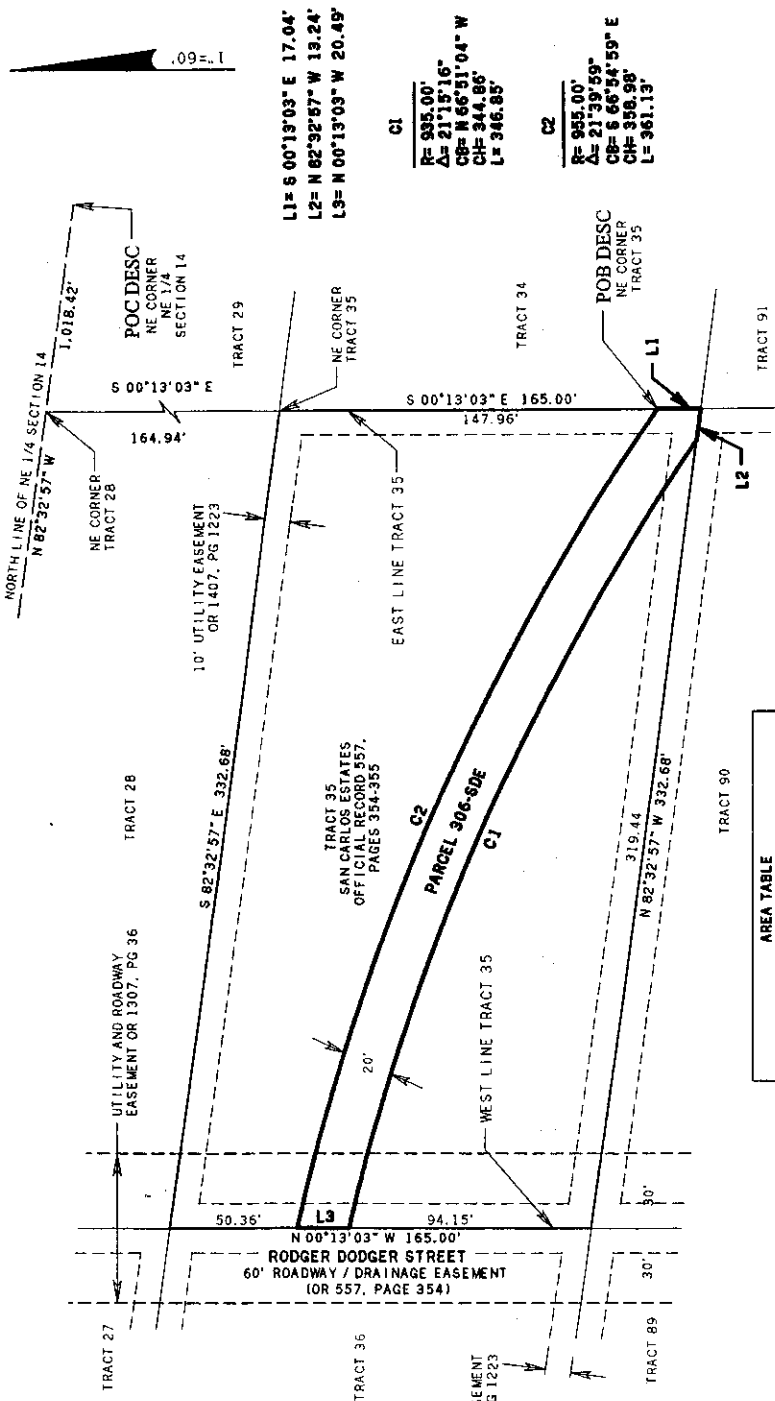 1"=60'
NORTH LINE OF NE 1/4 SECTION 14
N 82°32'57" W
1,018.42'
POC DESC
NE CORNER
NE 1/4
SECTION 14
NE CORNER
TRACT 28
S 00°13'03" E
164.94'
TRACT 29
NE CORNER
TRACT 35
L1= S 00°13'03" E 17.04'
L2= N 82°32'57" W 13.24'
L3= N 00°13'03" W 20.49'
C1
R= 935.00'
Δ= 21°15'16"
CB= N 66°51'04" W
CH= 344.86'
L= 346.85'
C2
R= 955.00'
Δ= 21°39'59"
CB= S 66°54'59" E
CH= 358.98'
L= 361.13'
TRACT 28
UTILITY AND ROADWAY
EASEMENT OR 1307, PG 36
10' UTILITY EASEMENT
OR 1407, PG 1223
S 82°32'57" E 332.68'
S 00°13'03" E 165.00'
147.96'
TRACT 34
POB DESC
NE CORNER
TRACT 35
L1
L2
TRACT 91
EAST LINE TRACT 35
TRACT 35
SAN CARLOS ESTATES
OFFICIAL RECORD 557,
PAGES 354-355
C2
PARCEL 306-SDE
C1
20'
WEST LINE TRACT 35
50.36'
L3
94.15'
N 00°13'03" W 165.00'
RODGER DODGER STREET
60' ROADWAY / DRAINAGE EASEMENT
(OR 557, PAGE 354)
30'
30'
319.44
N 82°32'57" W 332.68'
TRACT 27
TRACT 36
SEMENT
G 1223
TRACT 89
TRACT 90
AREA TABLE